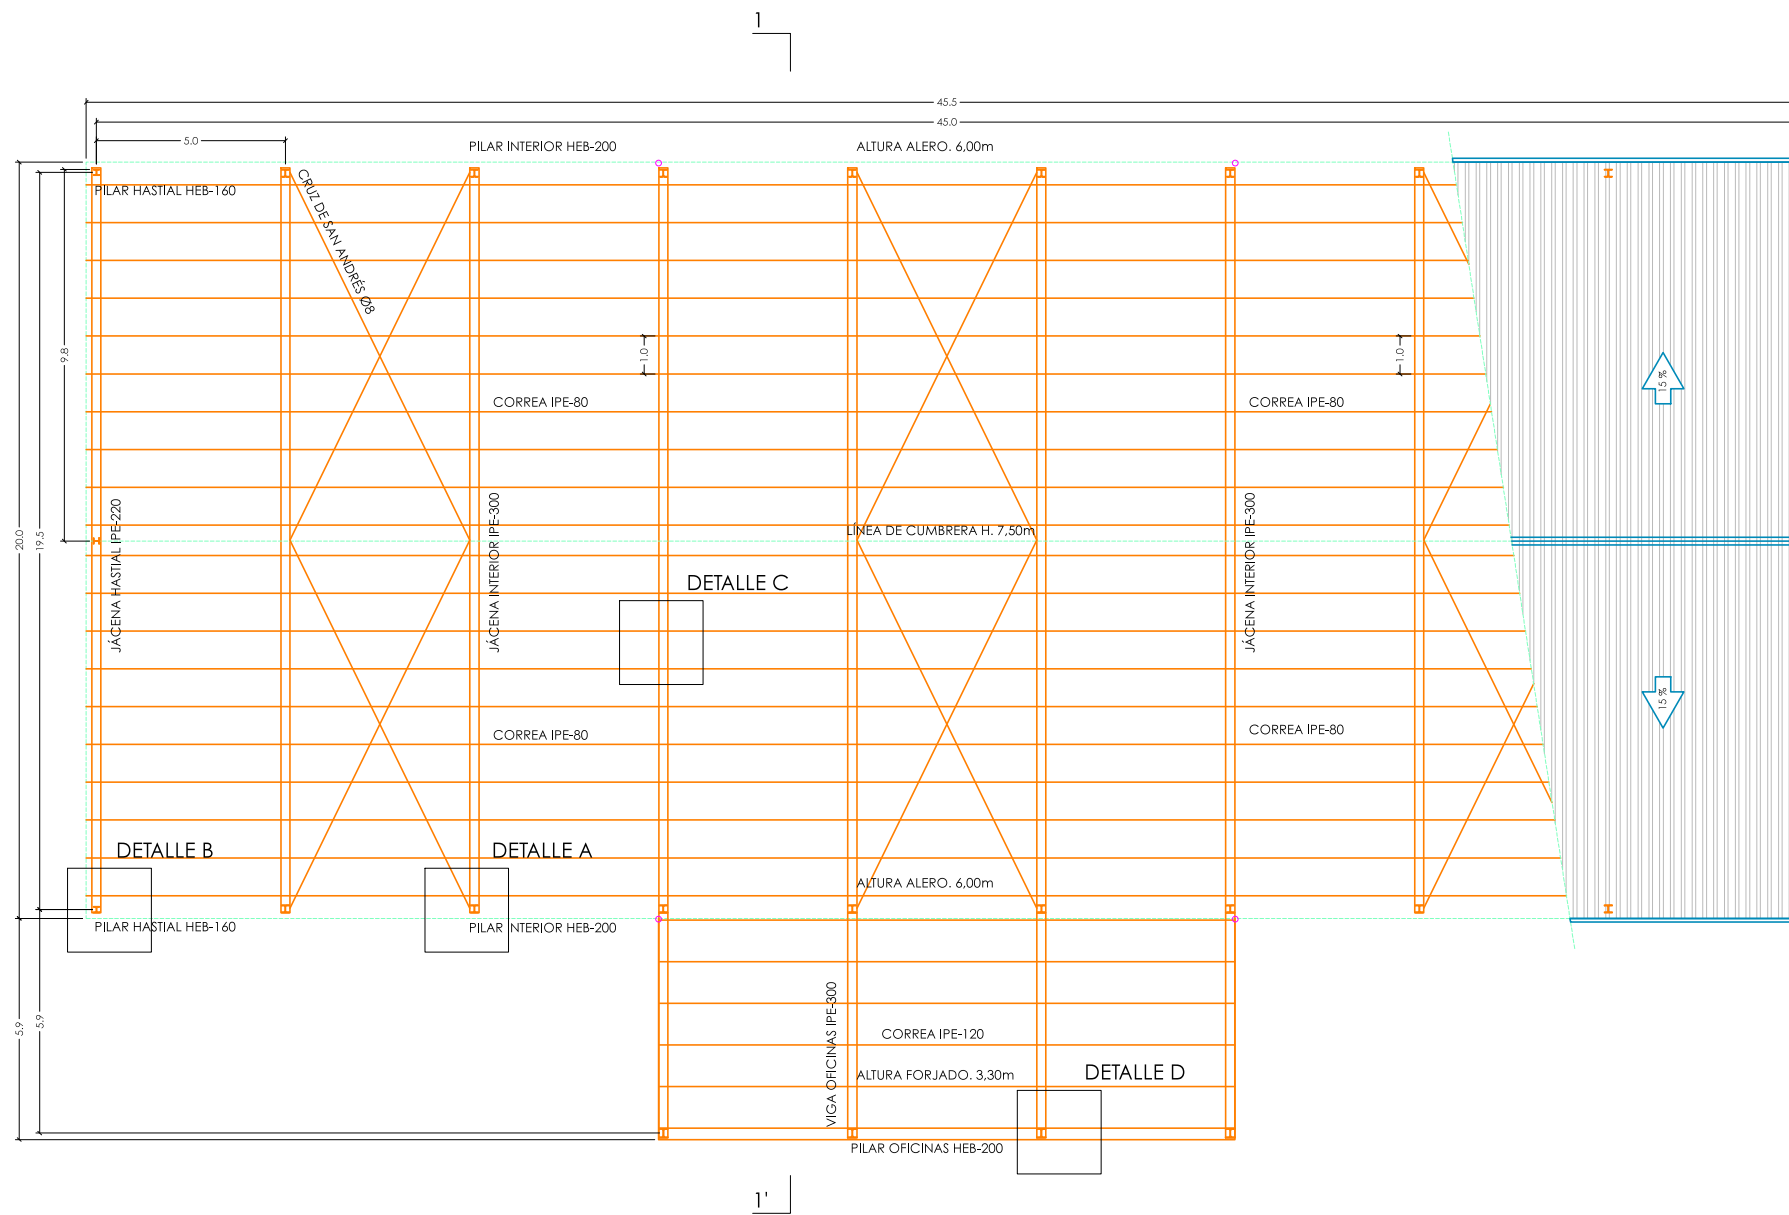 1
45.5
45.0
5.0
PILAR INTERIOR HEB-200
ALTURA ALERO. 6,00m
PILAR HASTIAL HEB-160
CRUZ DE SAN ANDRÉS Ø8
9.8
1.0
1.0
15 %
CORREA IPE-80
CORREA IPE-80
20.0
19.5
JÁCENA HASTIAL IPE-220
JÁCENA INTERIOR IPE-300
LÍNEA DE CUMBRERA H. 7,50m
JÁCENA INTERIOR IPE-300
DETALLE C
15 %
CORREA IPE-80
CORREA IPE-80
DETALLE B
DETALLE A
ALTURA ALERO. 6,00m
PILAR HASTIAL HEB-160
PILAR INTERIOR HEB-200
5.9
5.9
VIGA OFICINAS IPE-300
CORREA IPE-120
ALTURA FORJADO. 3,30m
DETALLE D
PILAR OFICINAS HEB-200
1'